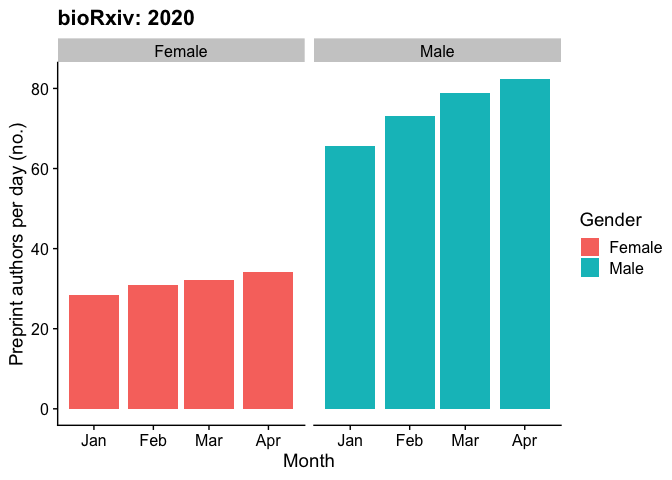 bioRxiv: 2020
Female Male
Preprint authors per day (no.)
80
60
40
20
0
Jan Feb Mar Apr Jan Feb Mar Apr
Month
Gender
Female
Male